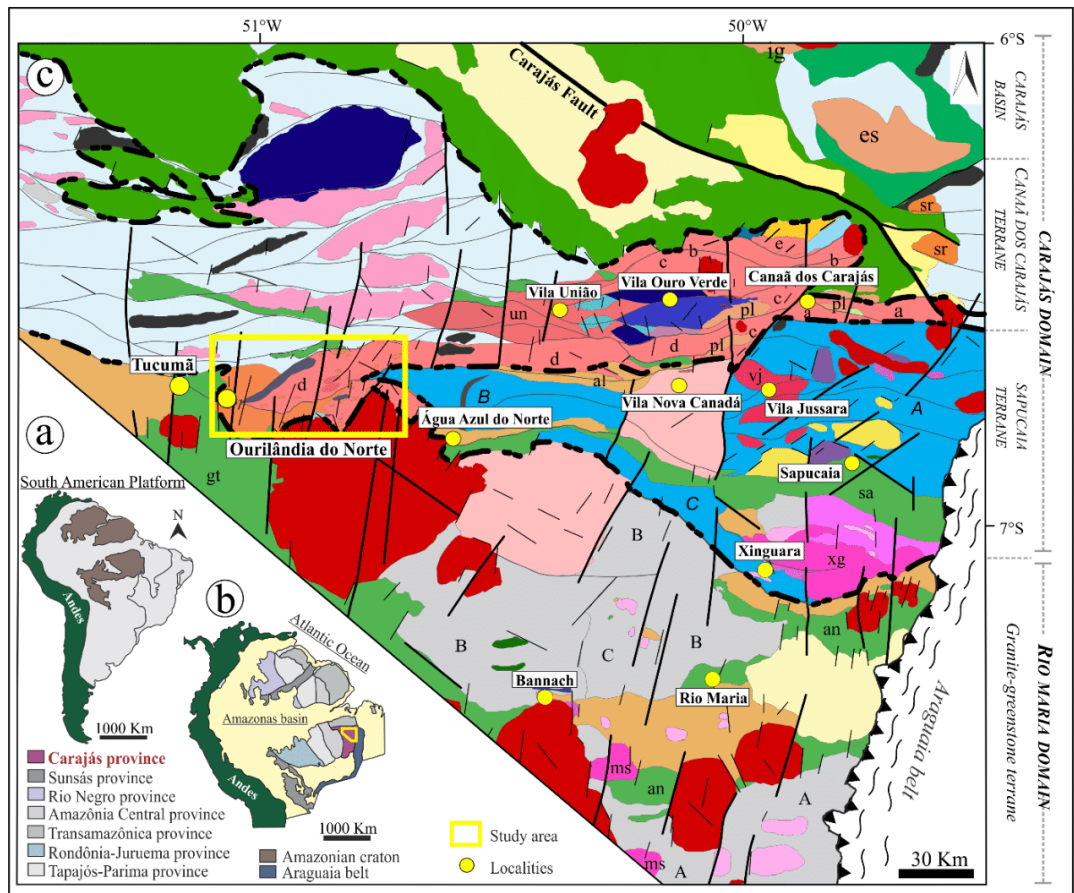 51°W
50°W
6°S
c
Carajás Fault
ig
es
CARAJÁS
BASIN
sr
sr
CANAÃ DOS CARAJÁS
TERRANE
CARAJÁS DOMAIN
c
b
e
b
Vila União
Vila Ouro Verde
Canaã dos Carajás
un
pl
c
a
pl
a
c
d
d
pl
Tucumã
d
al
vj
B
Vila Nova Canadá
Vila Jussara
A
SAPUCAIA
TERRANE
Água Azul do Norte
a
Ourilândia do Norte
gt
Sapucaia
sa
South American Platform
N
C
7°S
B
Xinguara
xg
Andes
b
an
Atlantic Ocean
B
C
B
Bannach
Rio Maria
Amazonas basin
Granite-greenstone terrane
RIO MARIA DOMAIN
Araguaia belt
1000 Km
Carajás province
Sunsás province
Rio Negro province
Amazônia Central province
Transamazônica province
Rondônia-Juruema province
Tapajós-Parima province
Andes
1000 Km
Amazonian craton
Araguaia belt
ms
an
A
Study area
Localities
ms
A
30 Km